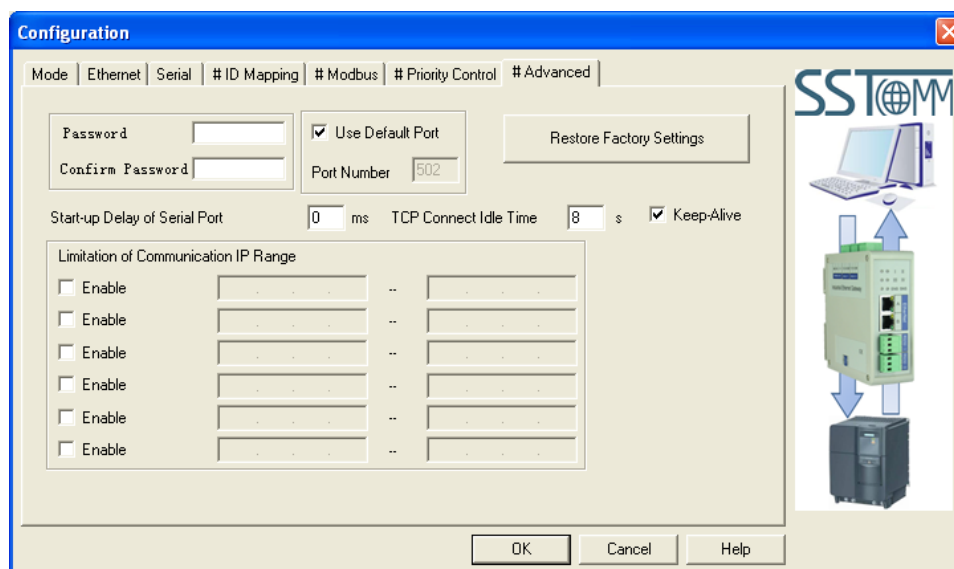 Configuration
Mode Ethernet Serial # ID Mapping # Modbus # Priority Control # Advanced
Password
Confirm Password
Use Default Port
Port Number 502
Restore Factory Settings
Start-up Delay of Serial Port 0 ms TCP Connect Idle Time 8 s Keep-Alive
Limitation of Communication IP Range
Enable . . . -- . . .
Enable . . . -- . . .
Enable . . . -- . . .
Enable . . . -- . . .
Enable . . . -- . . .
Enable . . . -- . . .
OK Cancel Help
SSTCOMM